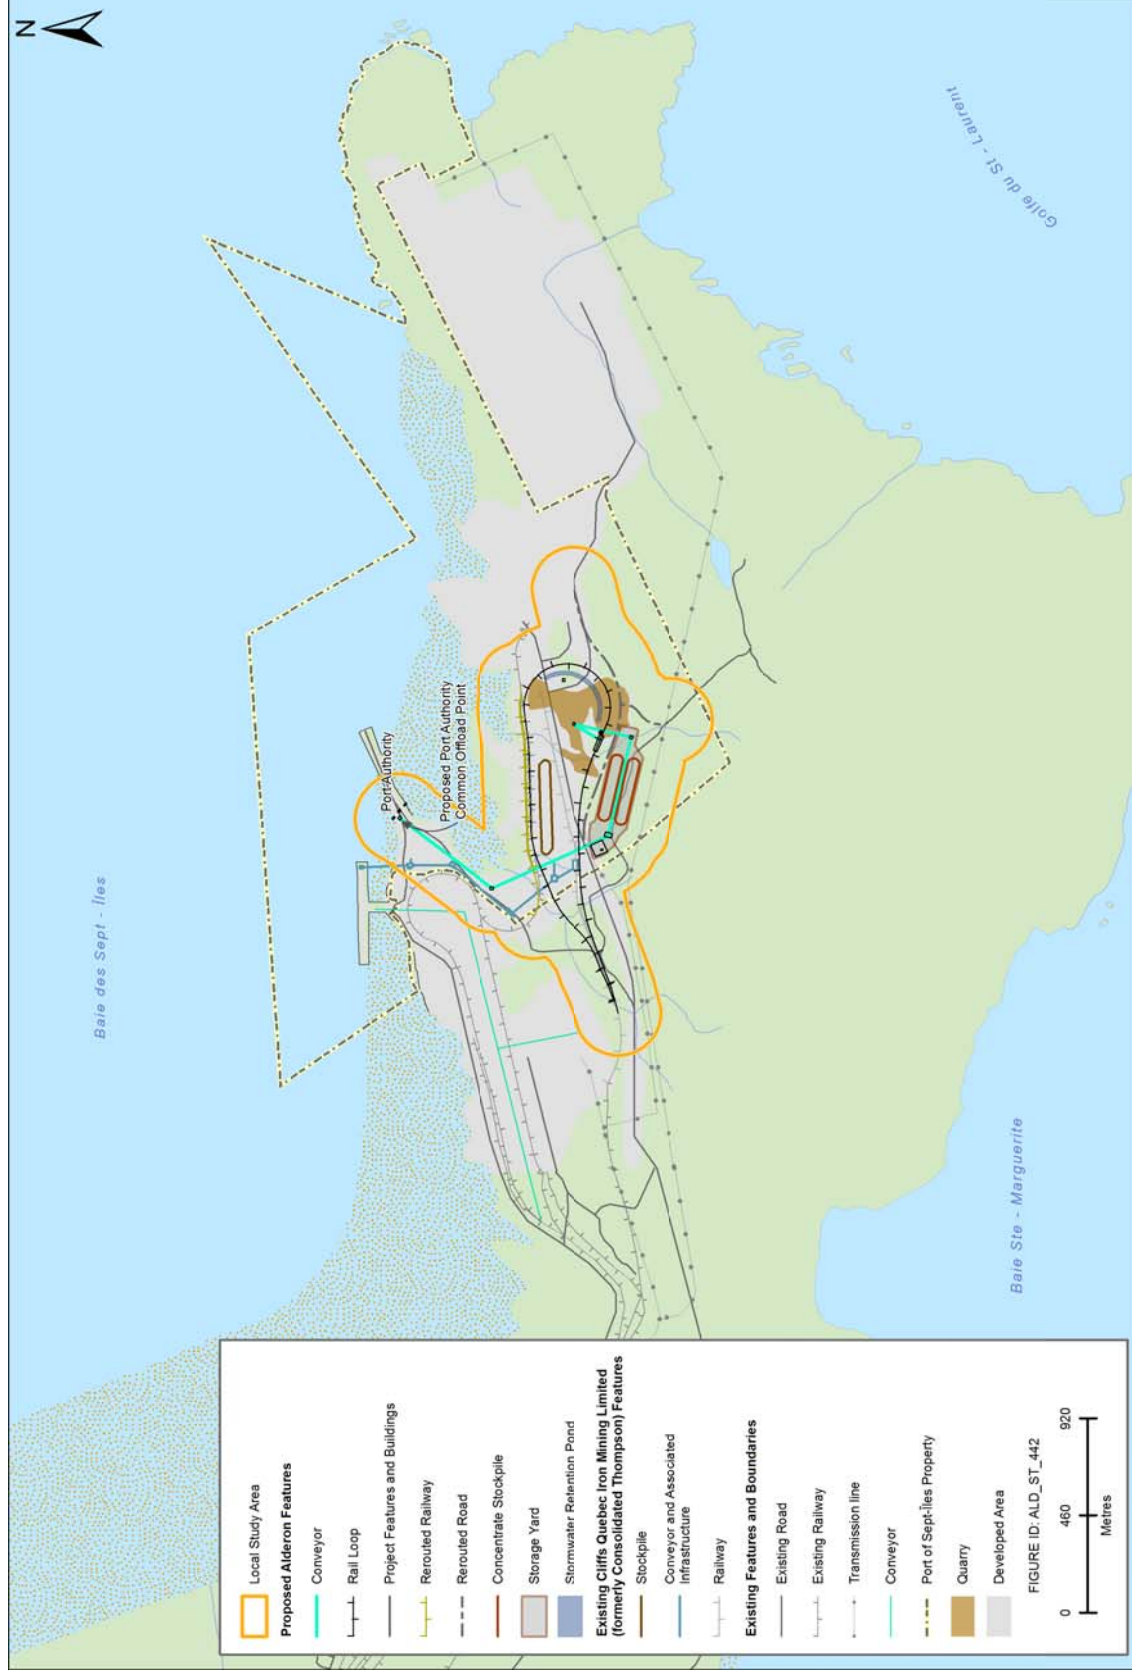 N
Baie des Sept - Îles
Port Authority
Proposed Port Authority
Common Offload Point
Golfe du St - Laurent
Baie Ste - Marguerite
Local Study Area
Proposed Alderon Features
Conveyor
Rail Loop
Project Features and Buildings
Rerouted Railway
Rerouted Road
Concentrate Stockpile
Storage Yard
Stormwater Retention Pond
Existing Cliffs Quebec Iron Mining Limited
(formerly Consolidated Thompson) Features
Stockpile
Conveyor and Associated
Infrastructure
Railway
Existing Features and Boundaries
Existing Road
Existing Railway
Transmission line
Conveyor
Port of Sept-Îles Property
Quarry
Developed Area
FIGURE ID: ALD_ST_442
0 460 920
Metres